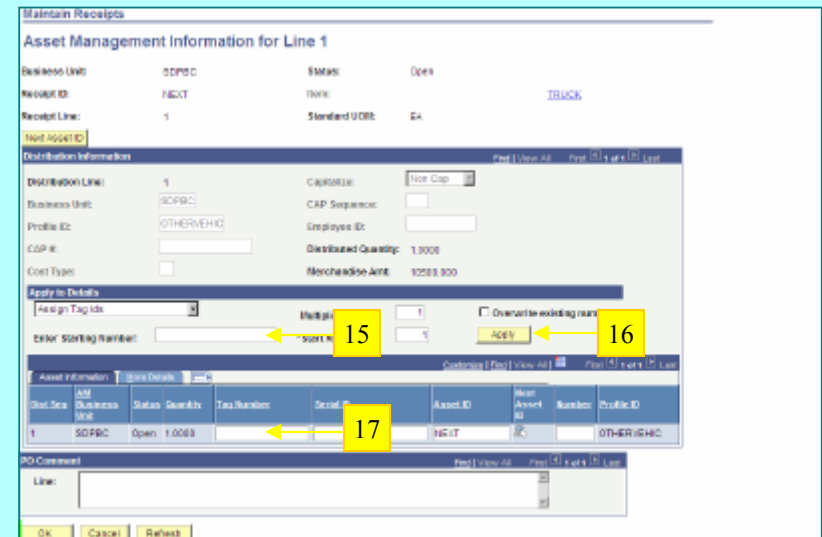 Maintain Receipts
Asset Management Information for Line 1
Business Unit: SDPBC Status: Open
Receipt ID: NEXT Item: TRUCK
Receipt Line: 1 Standard UOM: EA
Next Asset ID
Distribution Information Find | View All First 1 of 1 Last
Distribution Line: 1 Capitalize: Non Cap
Business Unit: SDPBC CAP Sequence:
Profile ID: OTHERVEHIC Employee ID:
CAP #: Distributed Quantity: 1.0000
Cost Type: Merchandise Amt: 10500.000
Apply to Details
Assign Tag Ids 1 Overwrite existing
Enter Starting Number: 15 1 Apply 16
Customize | Find | View All | First 1 of 1 Last
Asset Information More Details
Dist.Seq AM Business Unit Status Quantity Tag Number Serial Asset ID Next Asset ID Number Profile ID
1 SDPBC Open 1.0000 17 NEXT OTHERVEHIC
PO Comment Find | View All First 1 of 1 Last
Line:
OK Cancel Refresh